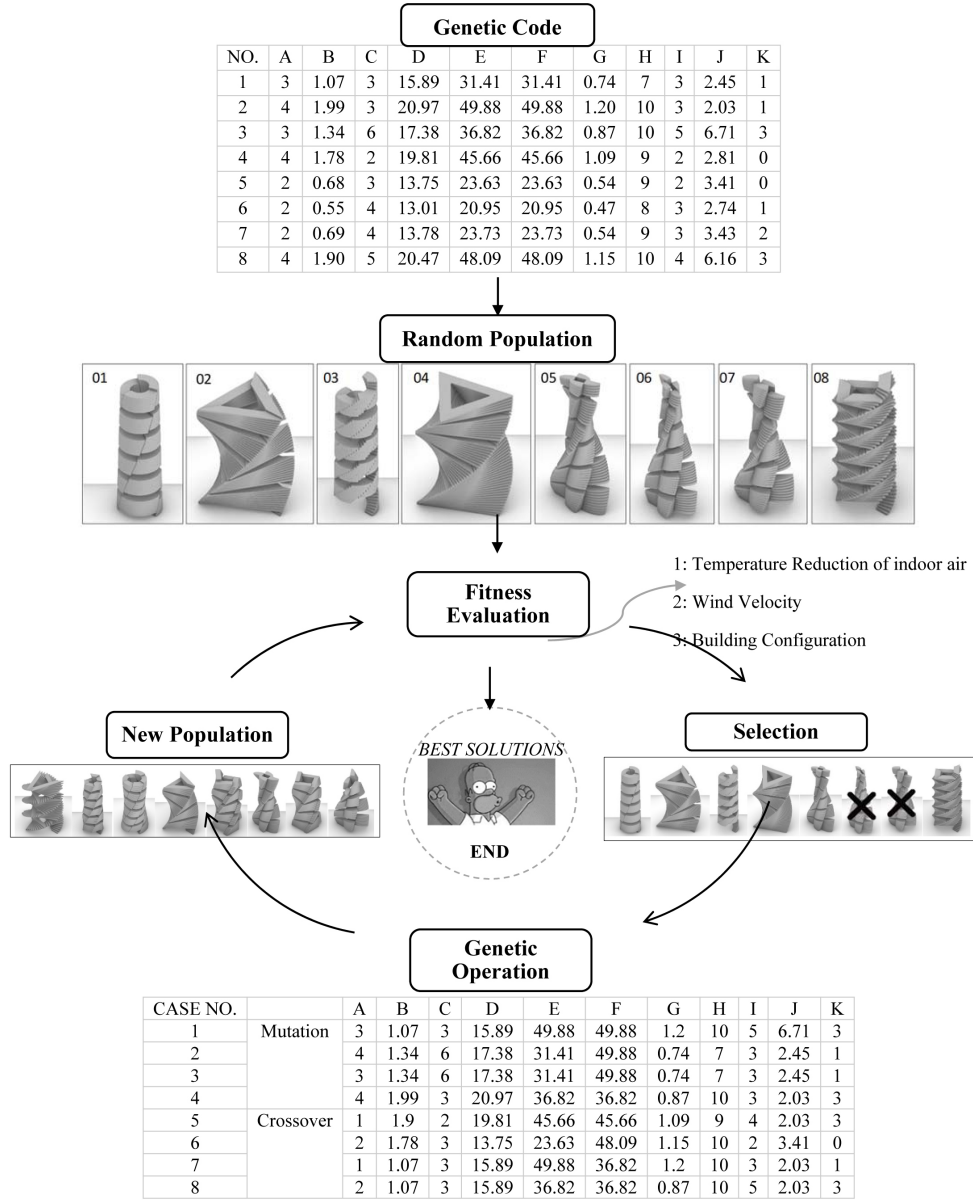 Genetic Code
NO. A B C D E F G H I J K
1 3 1.07 3 15.89 31.41 31.41 0.74 7 3 2.45 1
2 4 1.99 3 20.97 49.88 49.88 1.20 10 3 2.03 1
3 3 1.34 6 17.38 36.82 36.82 0.87 10 5 6.71 3
4 4 1.78 2 19.81 45.66 45.66 1.09 9 2 2.81 0
5 2 0.68 3 13.75 23.63 23.63 0.54 9 2 3.41 0
6 2 0.55 4 13.01 20.95 20.95 0.47 8 3 2.74 1
7 2 0.69 4 13.78 23.73 23.73 0.54 9 3 3.43 2
8 4 1.90 5 20.47 48.09 48.09 1.15 10 4 6.16 3
Random Population
01 02 03 04 05 06 07 08
Fitness
Evaluation
1: Temperature Reduction of indoor air
2: Wind Velocity
3: Building Configuration
New Population
Selection
BEST SOLUTIONS
END
Genetic
Operation
CASE NO. A B C D E F G H I J K
1 Mutation 3 1.07 3 15.89 49.88 49.88 1.2 10 5 6.71 3
2 4 1.34 6 17.38 31.41 49.88 0.74 7 3 2.45 1
3 3 1.34 6 17.38 31.41 49.88 0.74 7 3 2.45 1
4 4 1.99 3 20.97 36.82 36.82 0.87 10 3 2.03 3
5 Crossover 1 1.9 2 19.81 45.66 45.66 1.09 9 4 2.03 3
6 2 1.78 3 13.75 23.63 48.09 1.15 10 2 3.41 0
7 1 1.07 3 15.89 49.88 36.82 1.2 10 3 2.03 1
8 2 1.07 3 15.89 36.82 36.82 0.87 10 5 2.03 3